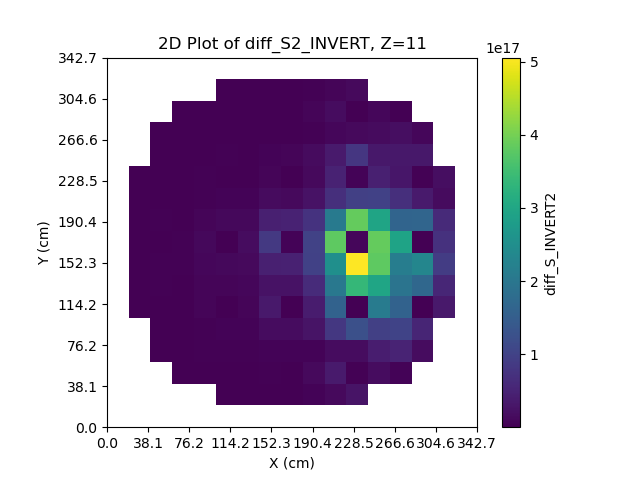 2D Plot of diff_S2_INVERT, Z=11
1e17
342.7
304.6
266.6
228.5
190.4
152.3
114.2
76.2
38.1
0.0
Y (cm)
0.0 38.1 76.2 114.2 152.3 190.4 228.5 266.6 304.6 342.7
X (cm)
5
4
3
2
1
diff_S_INVERT2